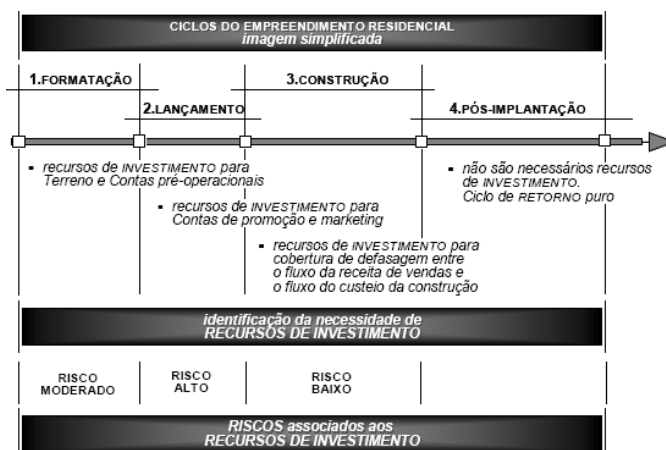 CICLOS DO EMPREENDIMENTO RESIDENCIAL
imagem simplificada
1.FORMATAÇÃO
3.CONSTRUÇÃO
2.LANÇAMENTO
4.PÓS-IMPLANTAÇÃO
▪ recursos de INVESTIMENTO para
Terreno e Contas pré-operacionais
▪ não são necessários recursos
de INVESTIMENTO.
Ciclo de RETORNO puro
▪ recursos de INVESTIMENTO para
Contas de promoção e marketing
▪ recursos de INVESTIMENTO para
cobertura de defasagem entre
o fluxo da receita de vendas e
o fluxo do custeio da construção
identificação da necessidade de
RECURSOS DE INVESTIMENTO
RISCO
MODERADO
RISCO
ALTO
RISCO
BAIXO
RISCOS associados aos
RECURSOS DE INVESTIMENTO